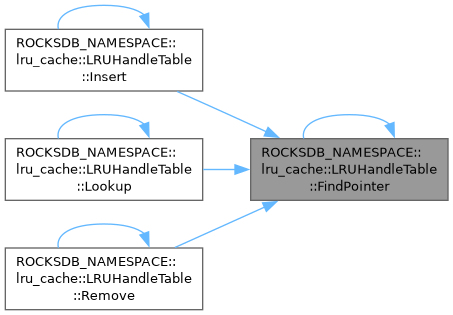 ROCKSDB_NAMESPACE::
lru_cache::LRUHandleTable
::Insert
ROCKSDB_NAMESPACE::
lru_cache::LRUHandleTable
::Lookup
ROCKSDB_NAMESPACE::
lru_cache::LRUHandleTable
::FindPointer
ROCKSDB_NAMESPACE::
lru_cache::LRUHandleTable
::Remove